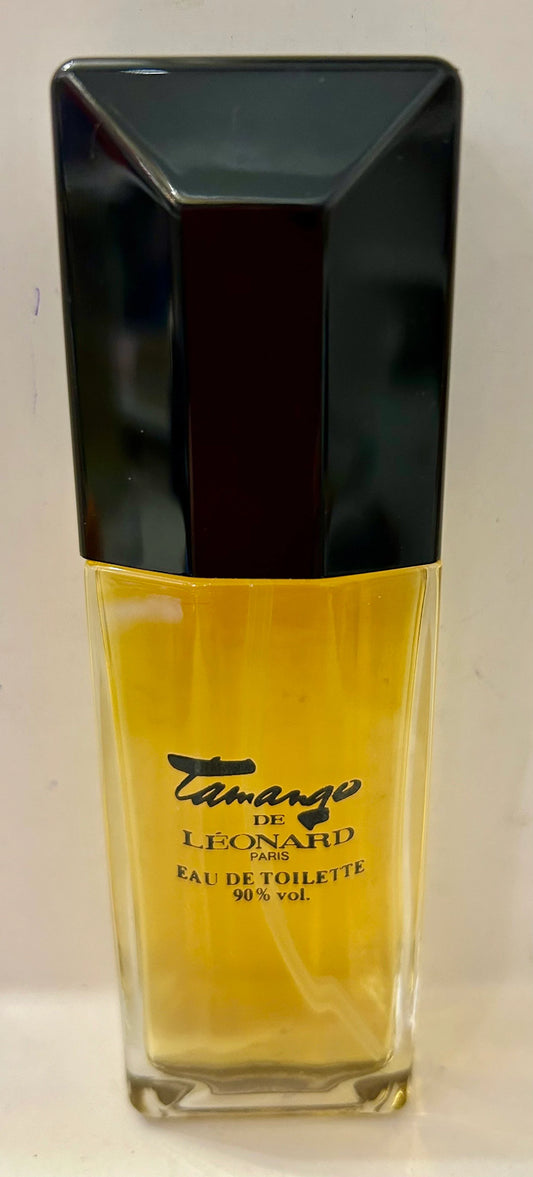 Tamango
DE
LÉONARD
PARIS
EAU DE TOILETTE
90% vol.